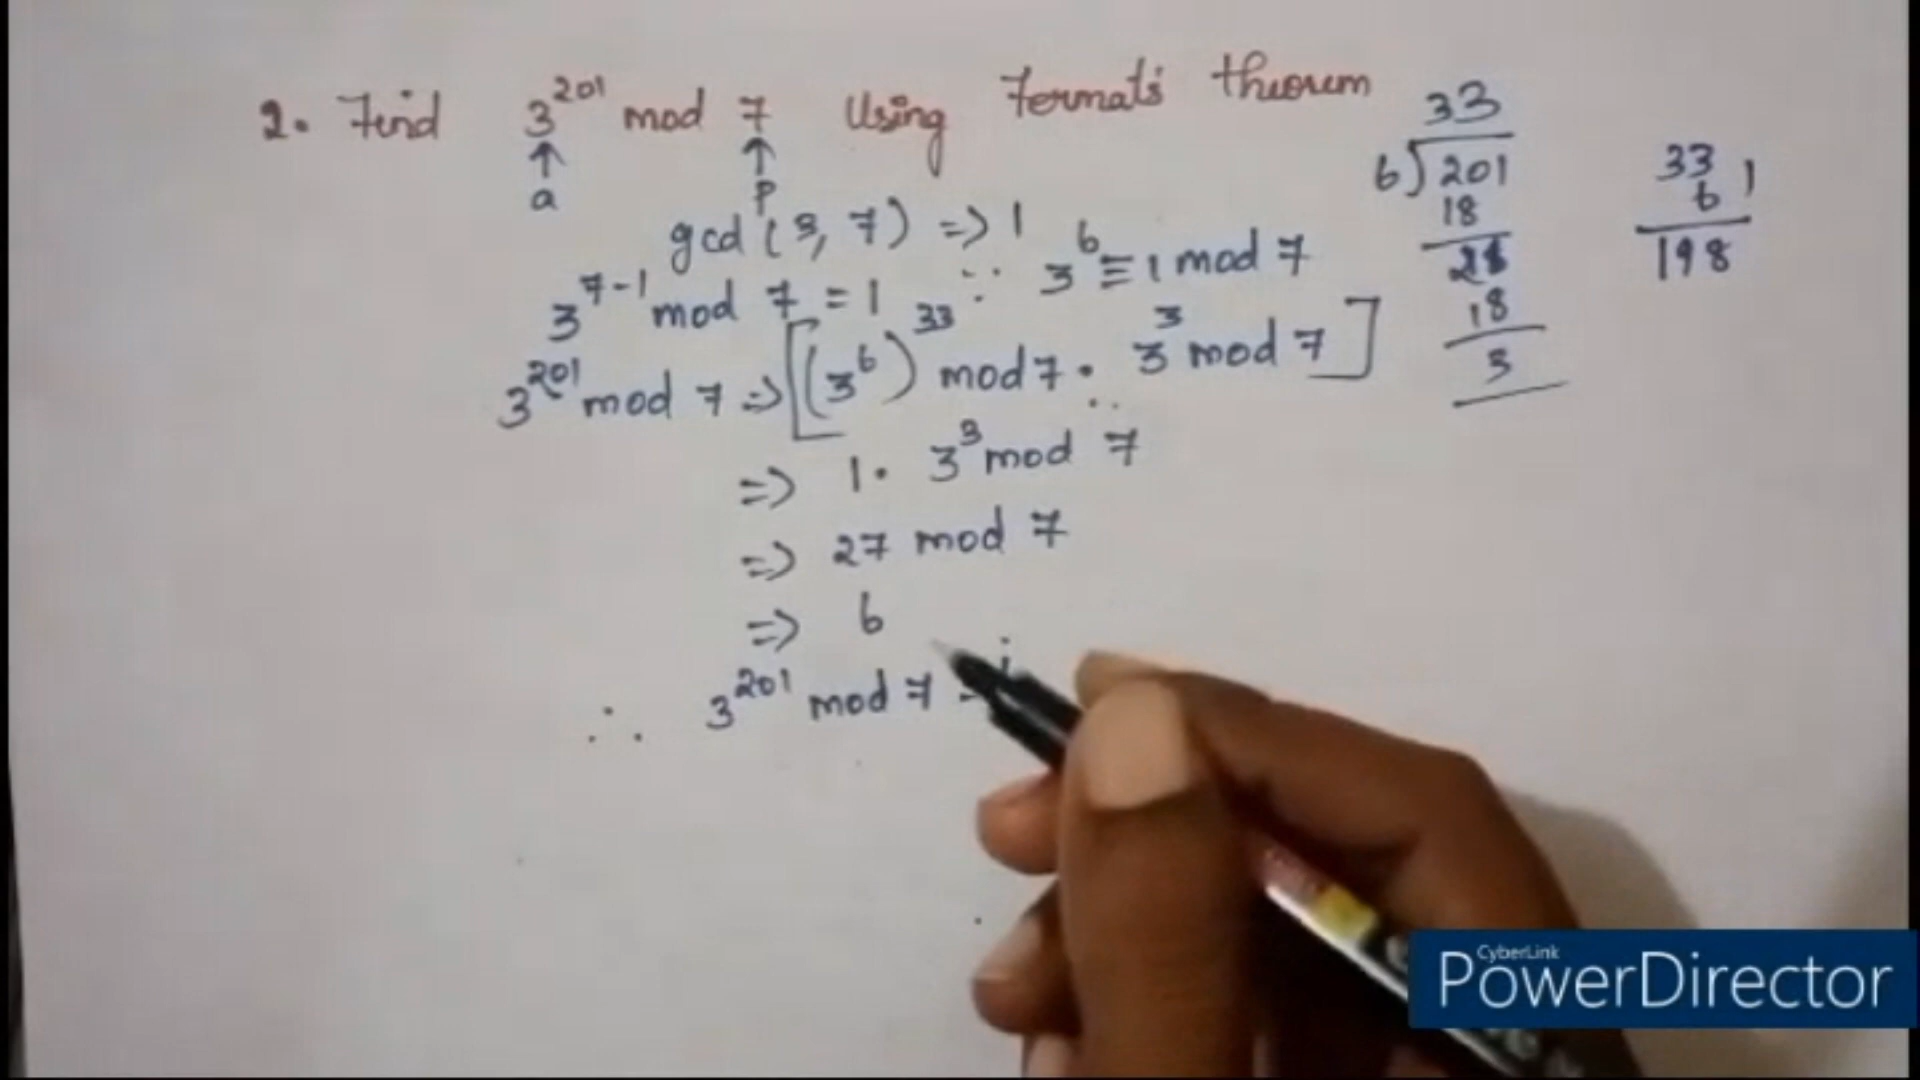 2. Find 3^201 mod 7 Using Fermat's theorem
↑ a ↑ p
gcd (3, 7) => 1
3^7-1 mod 7 = 1 ∵ 3^6 ≡ 1 mod 7
3^201 mod 7 => [(3^6)^33 mod 7 . 3^3 mod 7]
=> 1 . 3^3 mod 7
=> 27 mod 7
=> 6
∴ 3^201 mod 7
33
6)201
18
21
18
3
33
6 1
198
CyberLink
PowerDirector